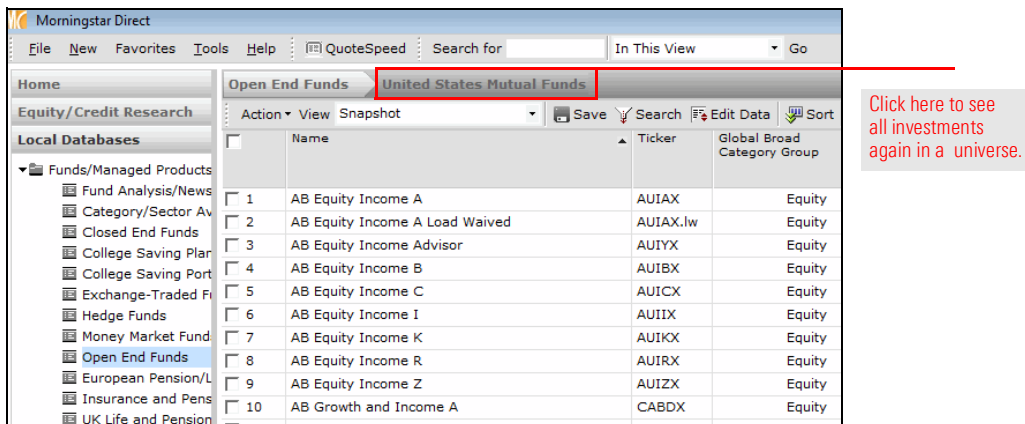 Morningstar Direct
File New Favorites Tools Help QuoteSpeed Search for In This View Go
Home
Equity/Credit Research
Local Databases
Funds/Managed Products
Fund Analysis/News
Category/Sector Av
Closed End Funds
College Saving Plan
College Saving Port
Exchange-Traded F
Hedge Funds
Money Market Fund
Open End Funds
European Pension/L
Insurance and Pens
UK Life and Pension
Open End Funds United States Mutual Funds
Action View Snapshot Save Search Edit Data Sort
Name Ticker Global Broad
Category Group
1 AB Equity Income A AUIAX Equity
2 AB Equity Income A Load Waived AUIAX.lw Equity
3 AB Equity Income Advisor AUIYX Equity
4 AB Equity Income B AUIBX Equity
5 AB Equity Income C AUICX Equity
6 AB Equity Income I AUIIX Equity
7 AB Equity Income K AUIKX Equity
8 AB Equity Income R AUIRX Equity
9 AB Equity Income Z AUIZX Equity
10 AB Growth and Income A CABDX Equity
Click here to see
all investments
again in a universe.